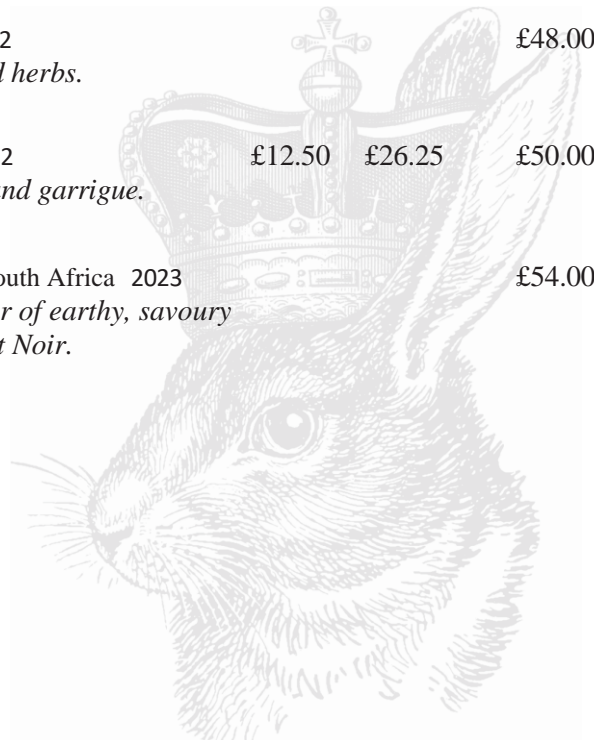 2 £48.00
herbs.
2 £12.50 £26.25 £50.00
and garrigue.
outh Africa 2023 £54.00
r of earthy, savoury
t Noir.